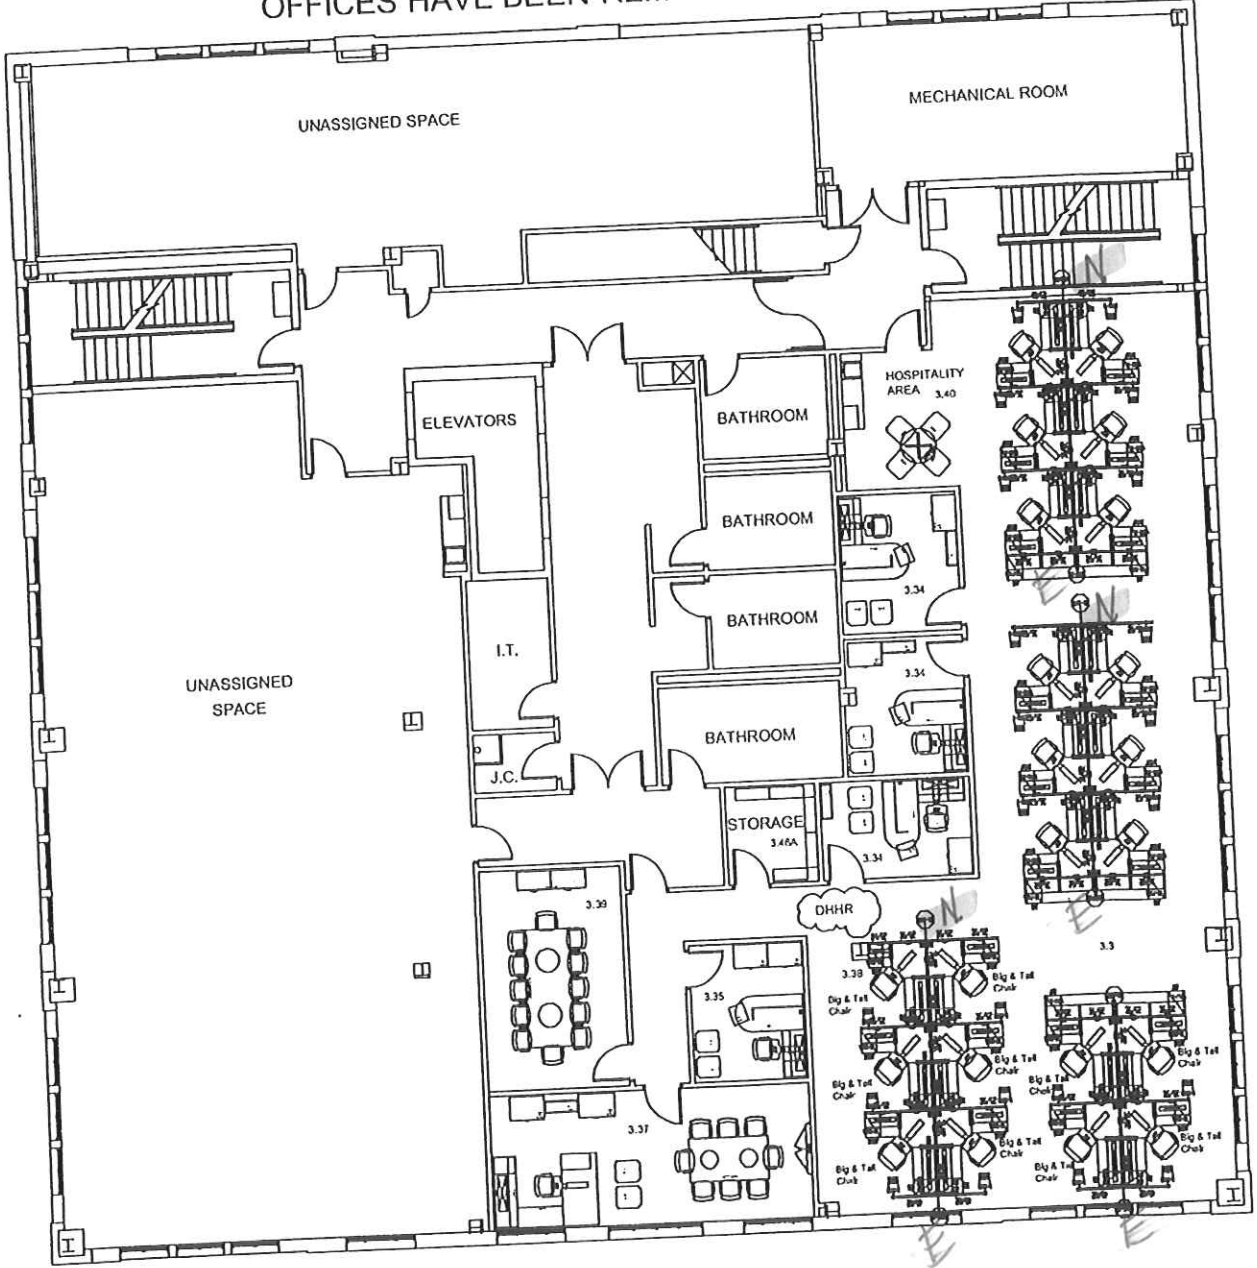 OFFICES HAVE BEEN
UNASSIGNED SPACE
MECHANICAL ROOM
N
HOSPITALITY
AREA 3.40
ELEVATORS
BATHROOM
BATHROOM
3.34
E
N
BATHROOM
I.T.
3.34
UNASSIGNED
SPACE
BATHROOM
J.C.
STORAGE
3.46A
3.34
3.39
DHHR
N
E
3.3
3.38
3.35
Big & Tall
Chair
Big & Tall
Chair
Big & Tall
Chair
Big & Tall
Chair
Big & Tall
Chair
Big & Tall
Chair
3.37
Big & Tall
Chair
Big & Tall
Chair
Big & Tall
Chair
Big & Tall
Chair
E
E